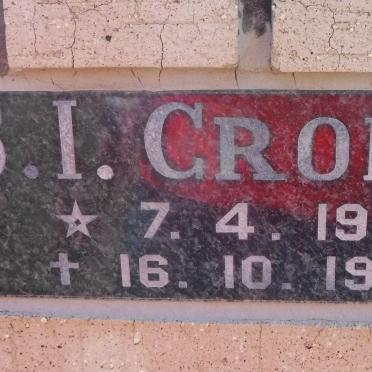 S.I. CRO
★ 7. 4. 19
✝ 16. 10. 19